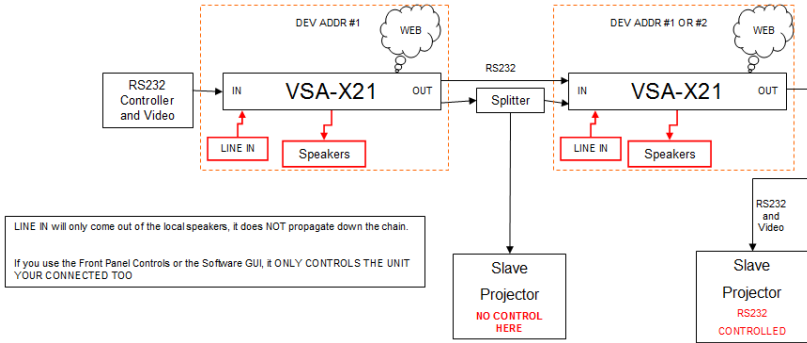 DEV ADDR #1
WEB
RS232
Controller
and Video
IN
VSA-X21
OUT
LINE IN
Speakers
RS232
Splitter
DEV ADDR #1 OR #2
WEB
IN
VSA-X21
OUT
LINE IN
Speakers
RS232
and
Video
LINE IN will only come out of the local speakers, it does NOT propagate down the chain.
If you use the Front Panel Controls or the Software GUI, it ONLY CONTROLS THE UNIT
YOUR CONNECTED TOO
Slave
Projector
NO CONTROL
HERE
Slave
Projector
RS232
CONTROLLED